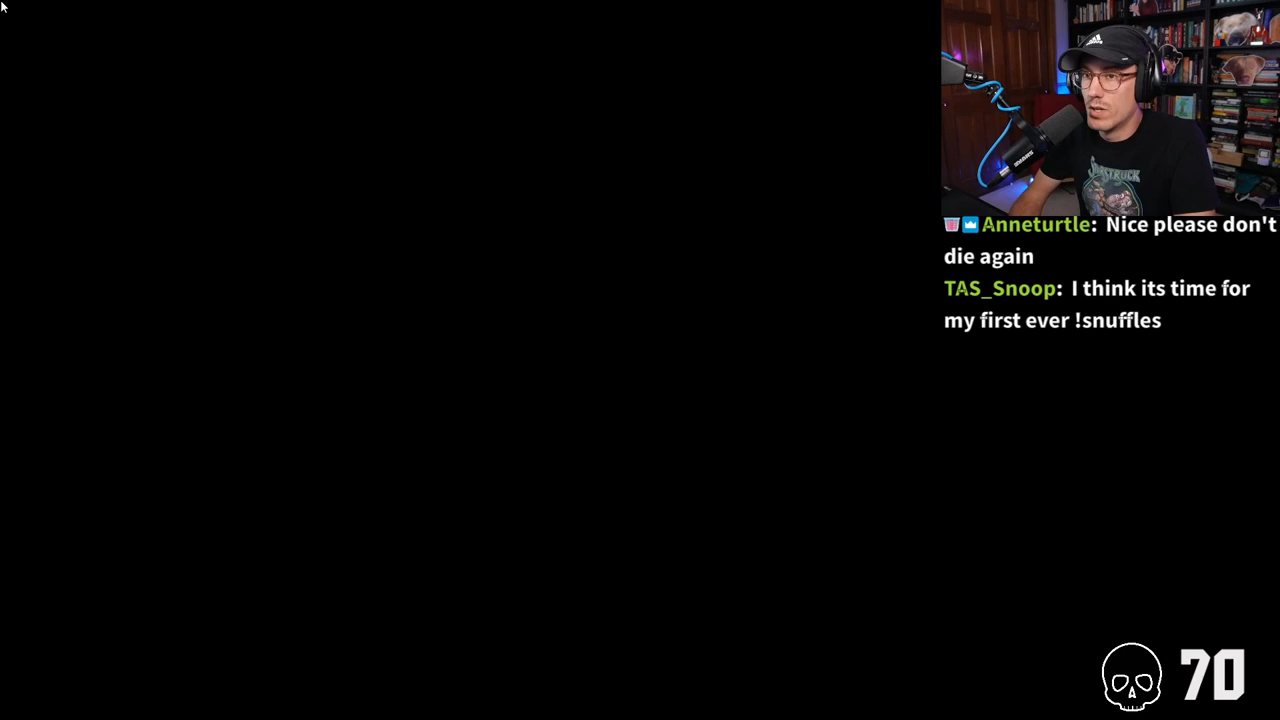 Anneturtle: Nice please don't
die again
TAS_Snoop: I think its time for
my first ever !snuffles
70